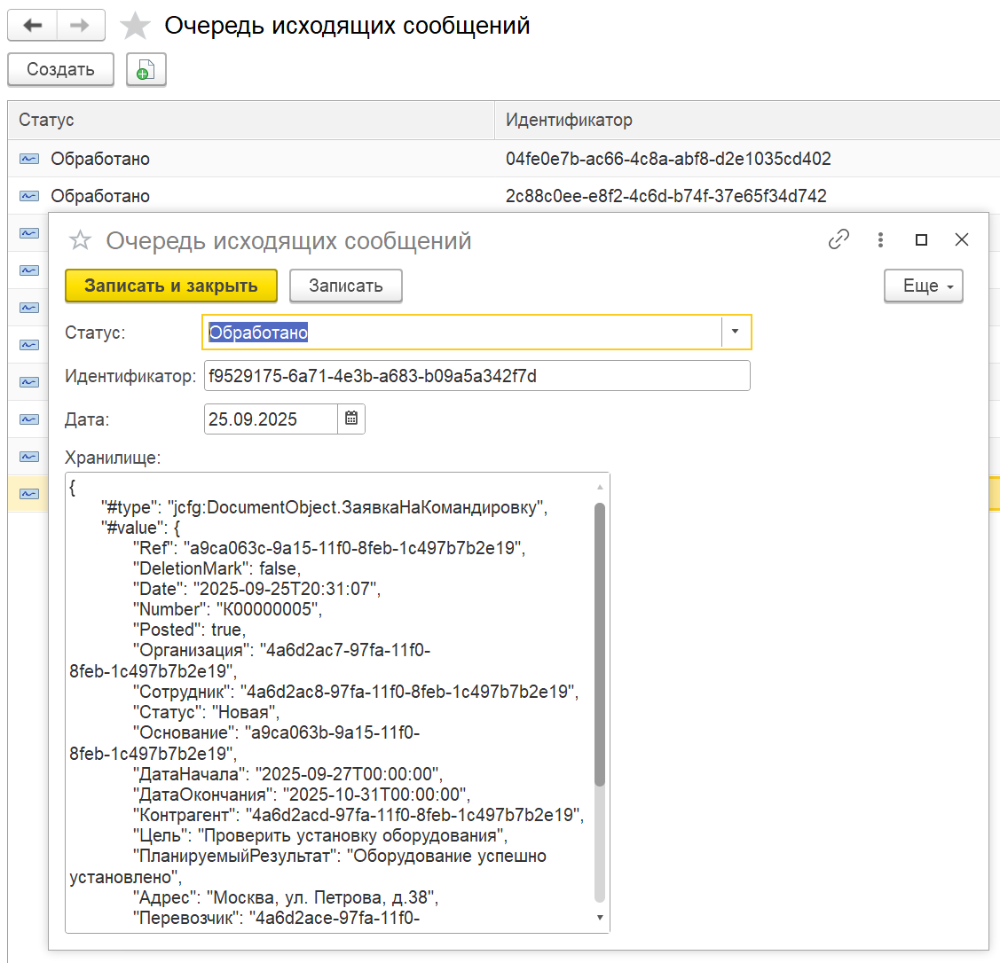 Очередь исходящих сообщений
Создать
Статус Идентификатор
Обработано 04fe0e7b-ac66-4c8a-abf8-d2e1035cd402
Обработано 2c88c0ee-e8f2-4c6d-b74f-37e65f34d742
Очередь исходящих сообщений
Записать и закрыть Записать Еще
Статус: Обработано
Идентификатор: f9529175-6a71-4e3b-a683-b09a5a342f7d
Дата: 25.09.2025
Хранилище:
{
"#type": "jcfg:DocumentObject.ЗаявкаНаКомандировку",
"#value": {
"Ref": "a9ca063c-9a15-11f0-8feb-1c497b7b2e19",
"DeletionMark": false,
"Date": "2025-09-25T20:31:07",
"Number": "К00000005",
"Posted": true,
"Организация": "4a6d2ac7-97fa-11f0-
8feb-1c497b7b2e19",
"Сотрудник": "4a6d2ac8-97fa-11f0-8feb-1c497b7b2e19",
"Статус": "Новая",
"Основание": "a9ca063b-9a15-11f0-
8feb-1c497b7b2e19",
"ДатаНачала": "2025-09-27T00:00:00",
"ДатаОкончания": "2025-10-31T00:00:00",
"Контрагент": "4a6d2acd-97fa-11f0-8feb-1c497b7b2e19",
"Цель": "Проверить установку оборудования",
"ПланируемыйРезультат": "Оборудование успешно
установлено",
"Адрес": "Москва, ул. Петрова, д.38",
"Перевозчик": "4a6d2ace-97fa-11f0-